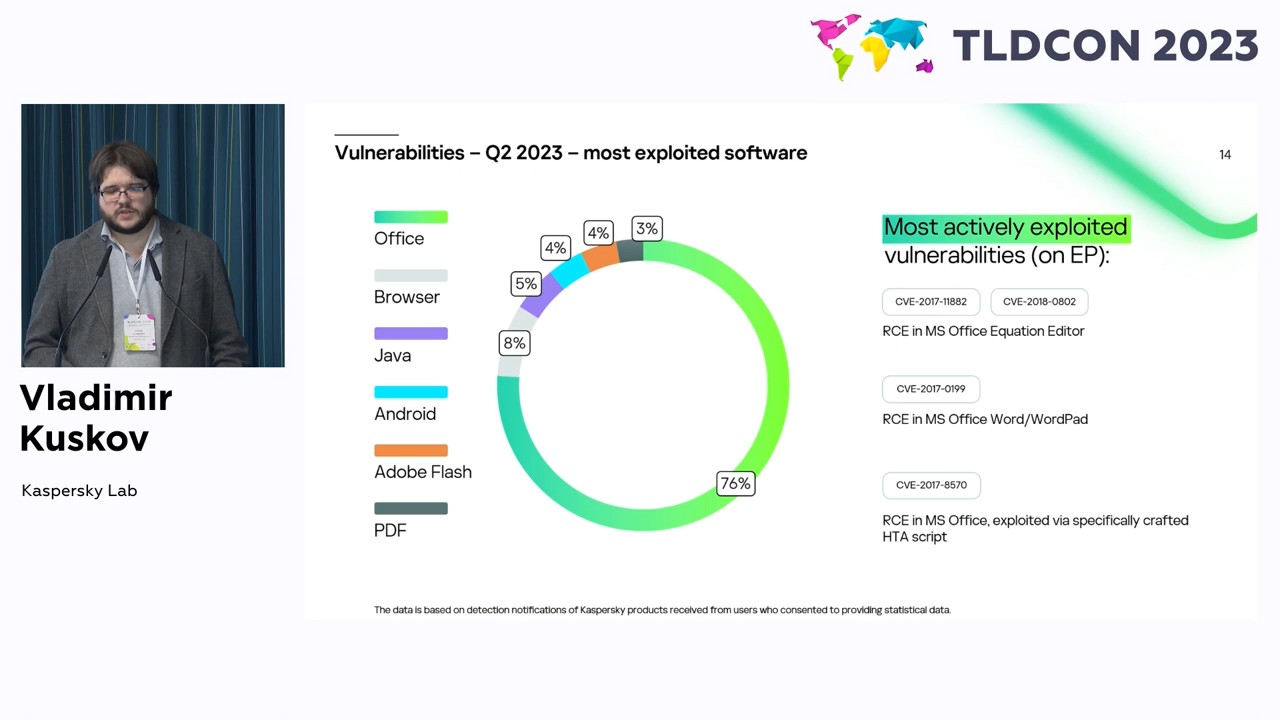 TLDCON 2023
Vladimir
Kuskov
Kaspersky Lab
Vulnerabilities – Q2 2023 – most exploited software
14
Office
Browser
Java
Android
Adobe Flash
PDF
3%
4%
4%
5%
8%
76%
Most actively exploited
vulnerabilities (on EP):
CVE-2017-11882 CVE-2018-0802
RCE in MS Office Equation Editor
CVE-2017-0199
RCE in MS Office Word/WordPad
CVE-2017-8570
RCE in MS Office, exploited via specifically crafted
HTA script
The data is based on detection notifications of Kaspersky products received from users who consented to providing statistical data.